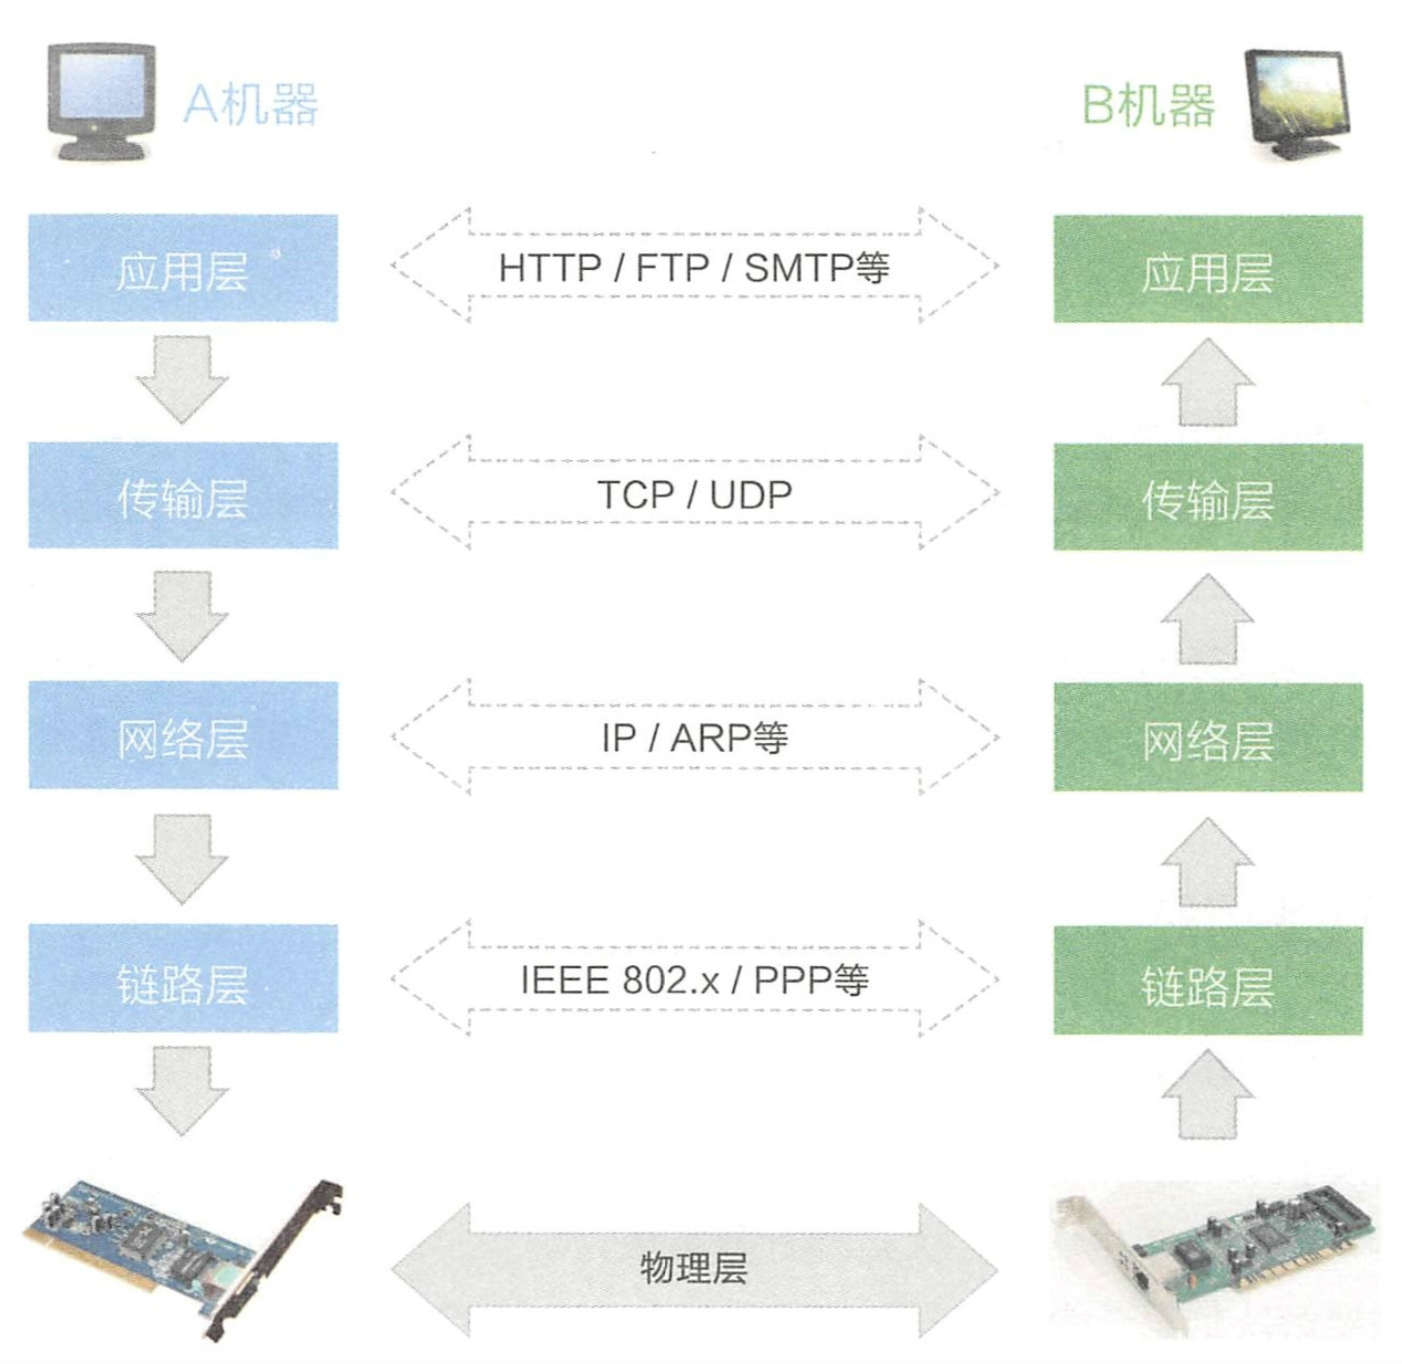 A机器
B机器
应用层
HTTP / FTP / SMTP等
应用层
传输层
TCP / UDP
传输层
网络层
IP / ARP等
网络层
链路层
IEEE 802.x / PPP等
链路层
物理层